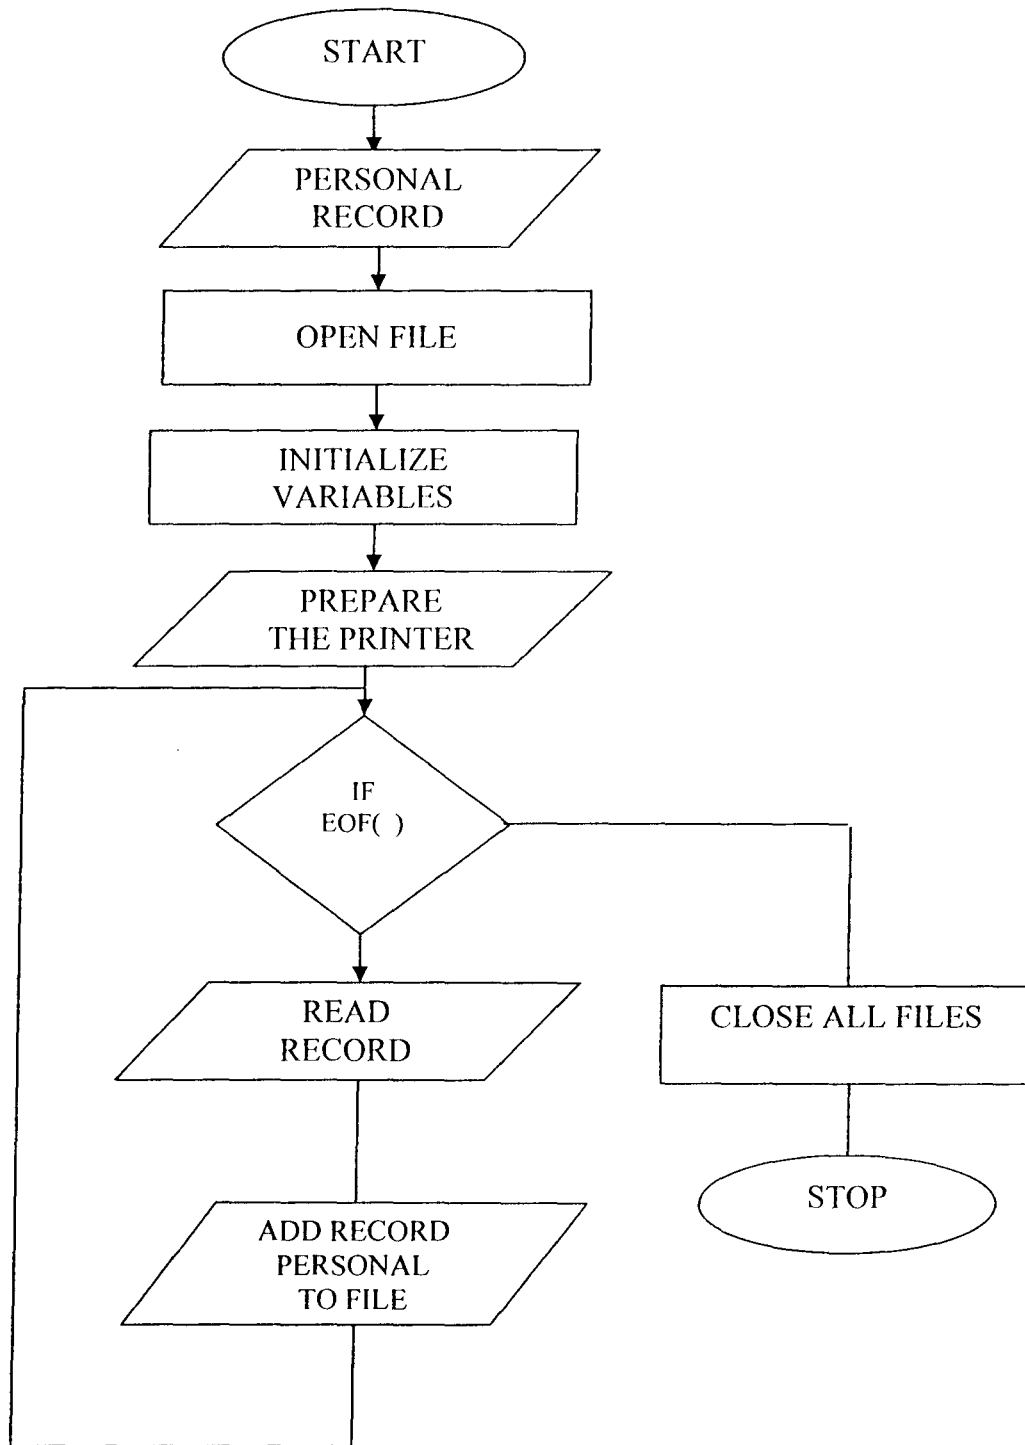 START
PERSONAL
RECORD
OPEN FILE
INITIALIZE
VARIABLES
PREPARE
THE PRINTER
IF
EOF( )
READ
RECORD
CLOSE ALL FILES
ADD RECORD
PERSONAL
TO FILE
STOP